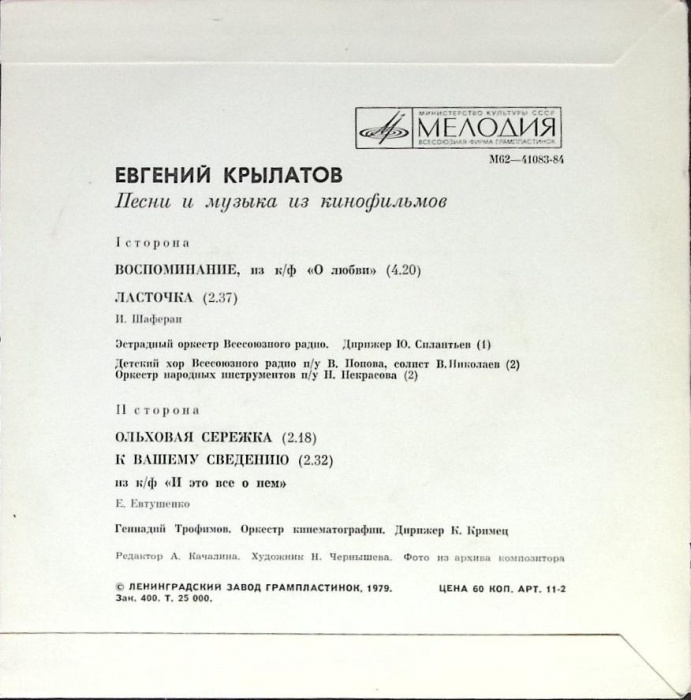 МИНИСТЕРСТВО КУЛЬТУРЫ СССР
МЕЛОДИЯ
ВСЕСОЮЗНАЯ ФИРМА ГРАМПЛАСТИНОК
М62—41083-84
ЕВГЕНИЙ КРЫЛАТОВ
Песни и музыка из кинофильмов
I сторона
ВОСПОМИНАНИЕ, из к/ф «О любви» (4.20)
ЛАСТОЧКА (2.37)
И. Шаферан
Эстрадный оркестр Всесоюзного радио. Дирижер Ю. Силантьев (1)
Детский хор Всесоюзного радио п/у В. Попова, солист В. Николаев (2)
Оркестр народных инструментов п/у Н. Некрасова (2)
II сторона
ОЛЬХОВАЯ СЕРЕЖКА (2.18)
К ВАШЕМУ СВЕДЕНИЮ (2.32)
из к/ф «И это все о нем»
Е. Евтушенко
Геннадий Трофимов. Оркестр кинематографии. Дирижер К. Кримец
Редактор А. Качалина. Художник Н. Чернышева. Фото из архива композитора
© ЛЕНИНГРАДСКИЙ ЗАВОД ГРАМПЛАСТИНОК, 1979. ЦЕНА 60 КОП. АРТ. 11-2
Зак. 400. Т. 25 000.